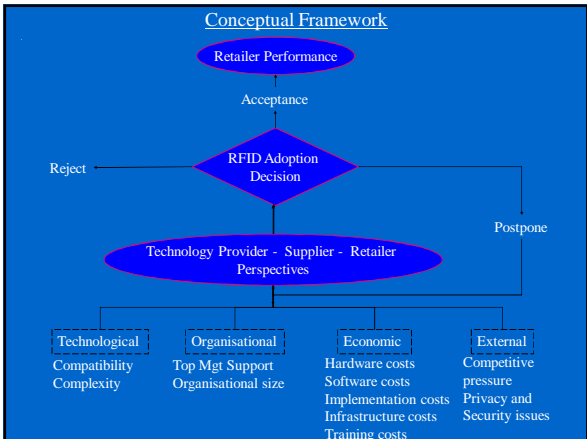 Conceptual Framework
Retailer Performance
Acceptance
RFID Adoption
Decision
Reject
Postpone
Technology Provider - Supplier - Retailer
Perspectives
Technological
Compatibility
Complexity
Organisational
Top Mgt Support
Organisational size
Economic
Hardware costs
Software costs
Implementation costs
Infrastructure costs
Training costs
External
Competitive
pressure
Privacy and
Security issues